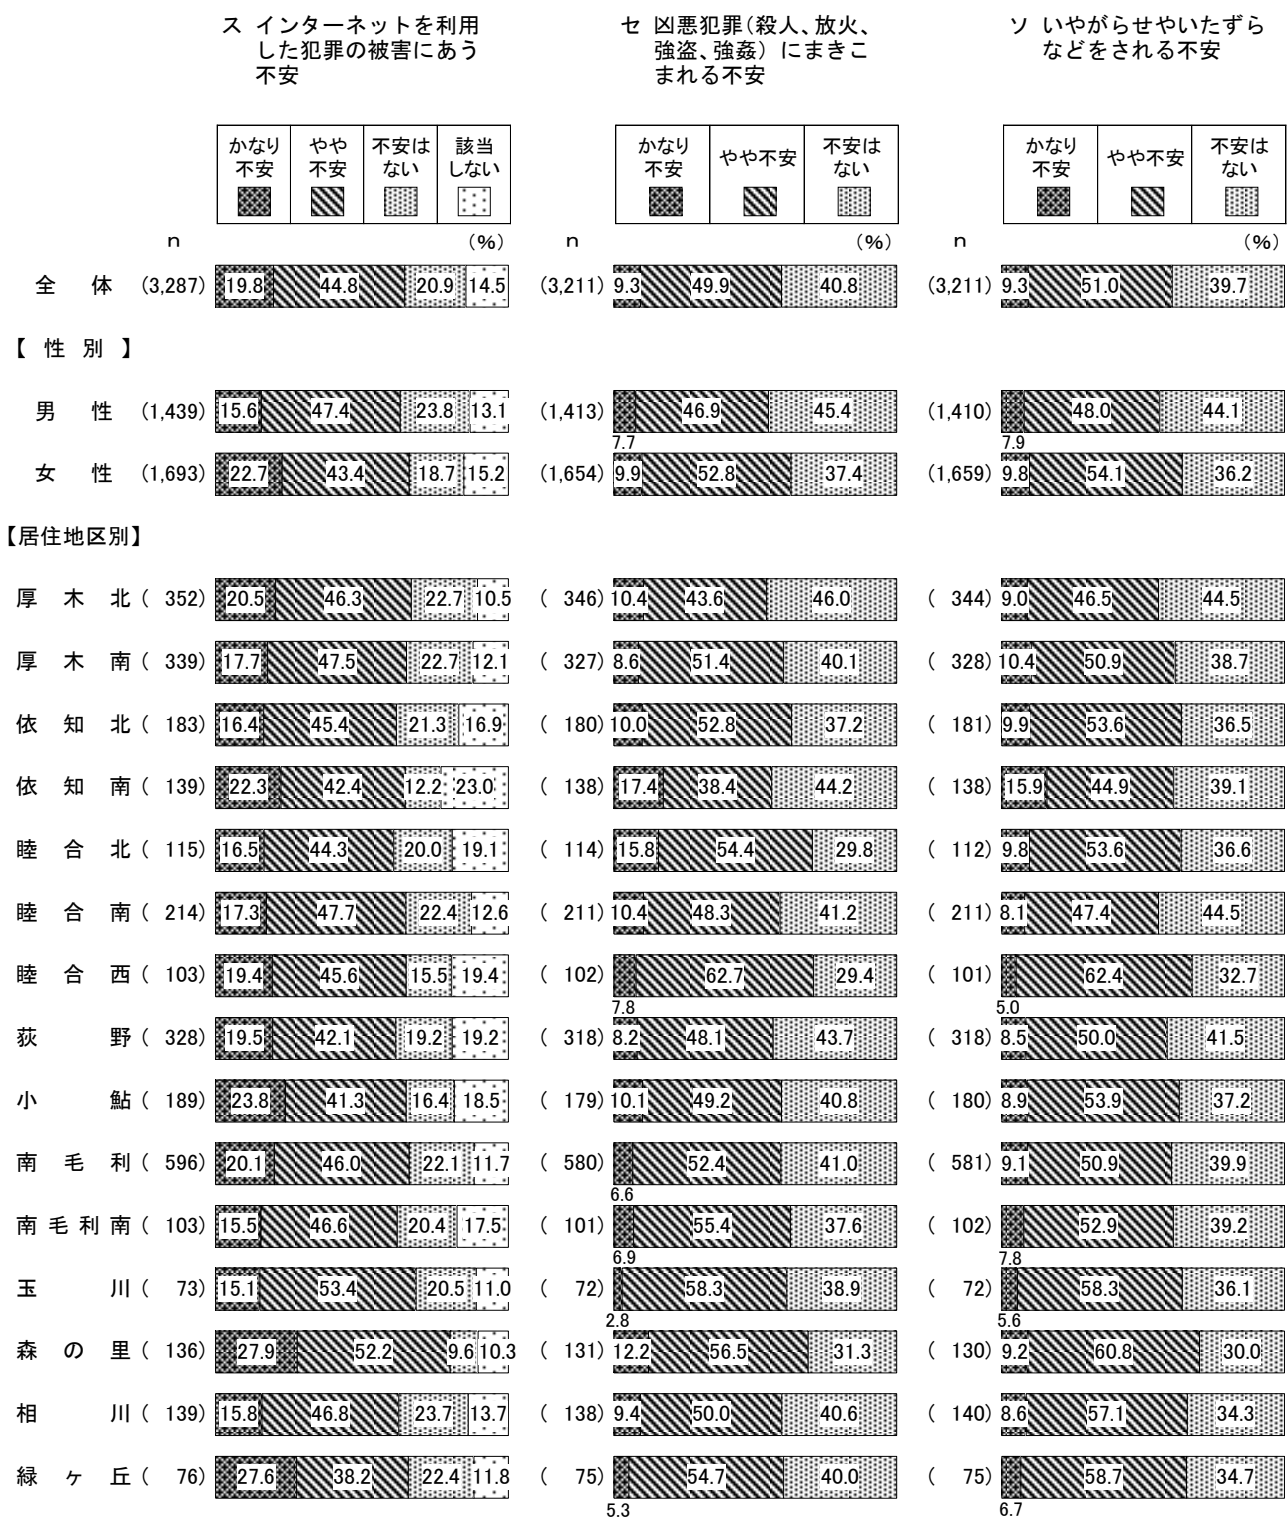 ス インターネットを利用
した犯罪の被害にあう
不安
セ 凶悪犯罪(殺人、放火、
強盗、強姦)にまきこ
まれる不安
ソ いやがらせやいたずら
などをされる不安
かなり
不安
やや
不安
不安は
ない
該当
しない
かなり
不安
やや不安
不安は
ない
かなり
不安
やや不安
不安は
ない
n (%) n (%) n (%)
全体 (3,287) 19.8 44.8 20.9 14.5 (3,211) 9.3 49.9 40.8 (3,211) 9.3 51.0 39.7
【性別】
男性 (1,439) 15.6 47.4 23.8 13.1 (1,413) 7.7 46.9 45.4 (1,410) 7.9 48.0 44.1
女性 (1,693) 22.7 43.4 18.7 15.2 (1,654) 9.9 52.8 37.4 (1,659) 9.8 54.1 36.2
【居住地区別】
厚木北 (352) 20.5 46.3 22.7 10.5 (346) 10.4 43.6 46.0 (344) 9.0 46.5 44.5
厚木南 (339) 17.7 47.5 22.7 12.1 (327) 8.6 51.4 40.1 (328) 10.4 50.9 38.7
依知北 (183) 16.4 45.4 21.3 16.9 (180) 10.0 52.8 37.2 (181) 9.9 53.6 36.5
依知南 (139) 22.3 42.4 12.2 23.0 (138) 17.4 38.4 44.2 (138) 15.9 44.9 39.1
睦合北 (115) 16.5 44.3 20.0 19.1 (114) 15.8 54.4 29.8 (112) 9.8 53.6 36.6
睦合南 (214) 17.3 47.7 22.4 12.6 (211) 10.4 48.3 41.2 (211) 8.1 47.4 44.5
睦合西 (103) 19.4 45.6 15.5 19.4 (102) 7.8 62.7 29.4 (101) 5.0 62.4 32.7
荻野 (328) 19.5 42.1 19.2 19.2 (318) 8.2 48.1 43.7 (318) 8.5 50.0 41.5
小鮎 (189) 23.8 41.3 16.4 18.5 (179) 10.1 49.2 40.8 (180) 8.9 53.9 37.2
南毛利 (596) 20.1 46.0 22.1 11.7 (580) 6.6 52.4 41.0 (581) 9.1 50.9 39.9
南毛利南 (103) 15.5 46.6 20.4 17.5 (101) 6.9 55.4 37.6 (102) 7.8 52.9 39.2
玉川 (73) 15.1 53.4 20.5 11.0 (72) 2.8 58.3 38.9 (72) 5.6 58.3 36.1
森の里 (136) 27.9 52.2 9.6 10.3 (131) 12.2 56.5 31.3 (130) 9.2 60.8 30.0
相川 (139) 15.8 46.8 23.7 13.7 (138) 9.4 50.0 40.6 (140) 8.6 57.1 34.3
緑ヶ丘 (76) 27.6 38.2 22.4 11.8 (75) 5.3 54.7 40.0 (75) 6.7 58.7 34.7